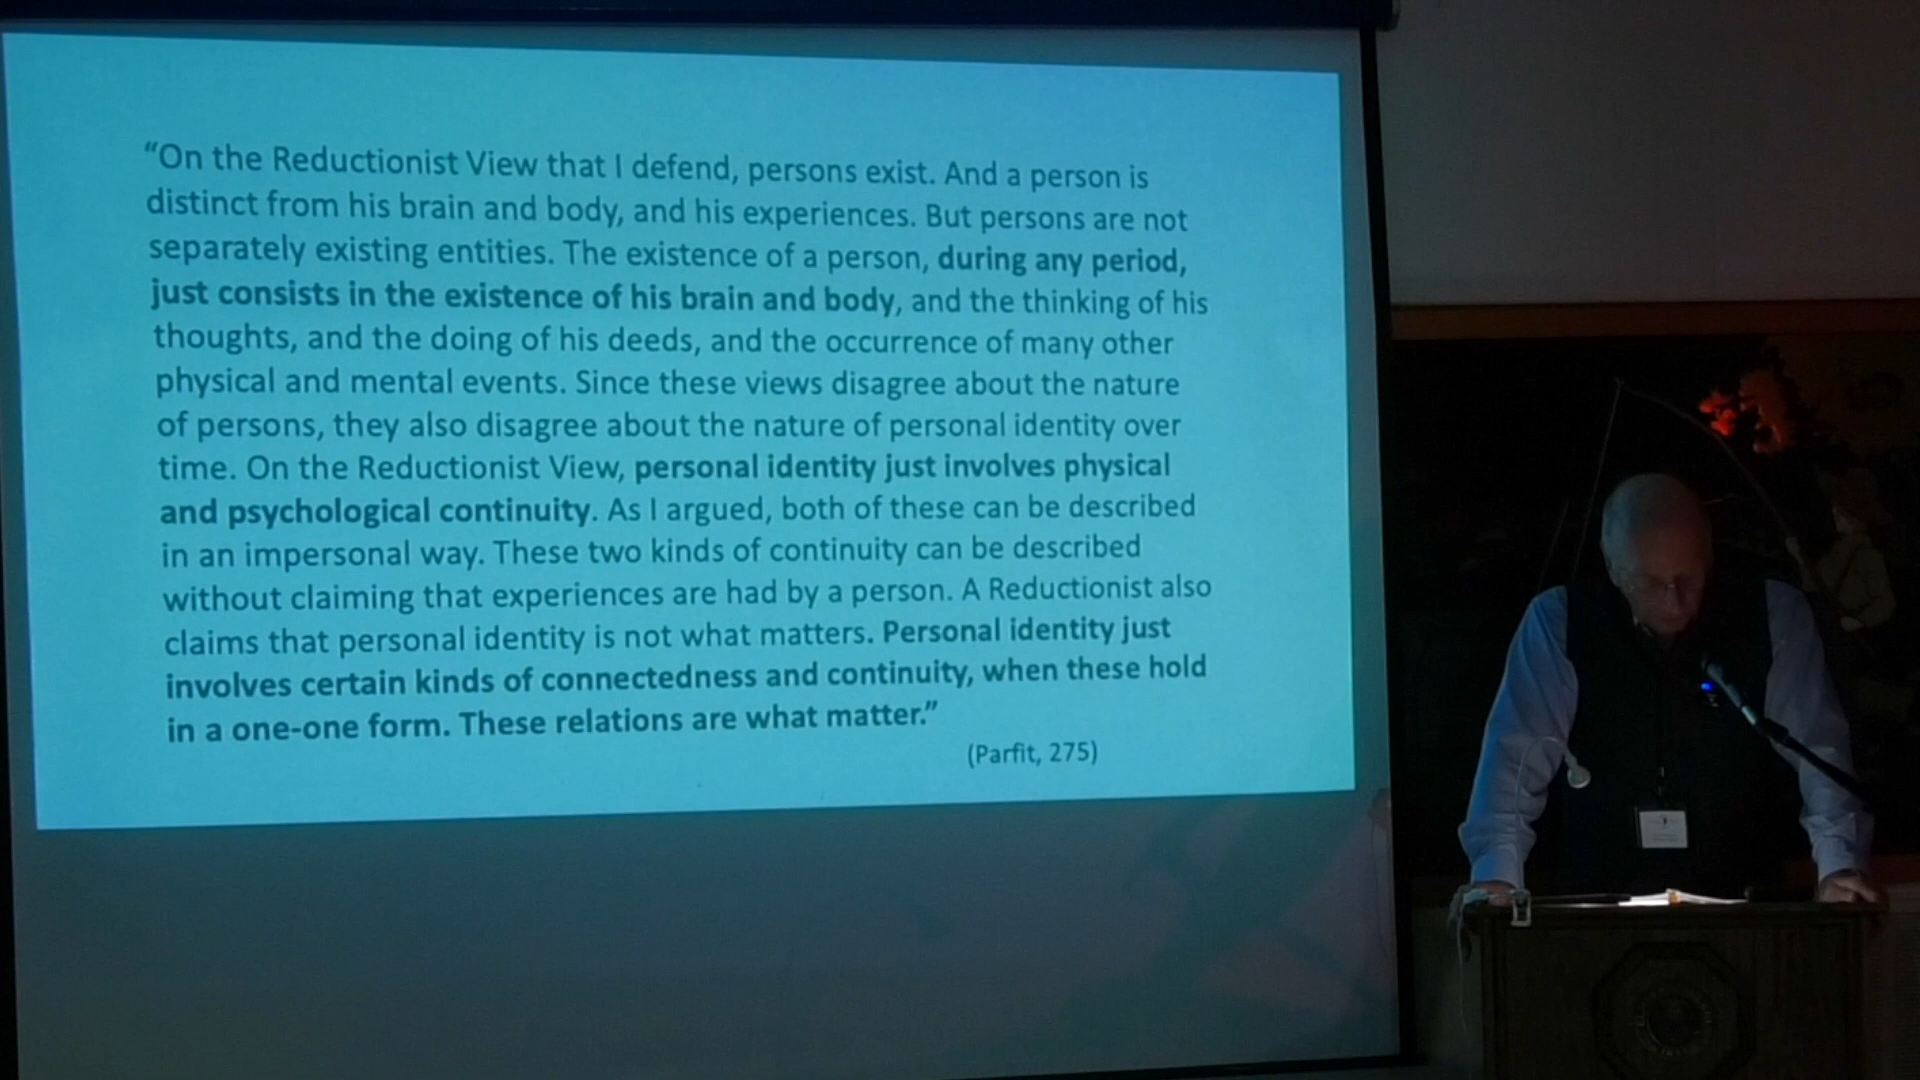 “On the Reductionist View that I defend, persons exist. And a person is
distinct from his brain and body, and his experiences. But persons are not
separately existing entities. The existence of a person, during any period,
just consists in the existence of his brain and body, and the thinking of his
thoughts, and the doing of his deeds, and the occurrence of many other
physical and mental events. Since these views disagree about the nature
of persons, they also disagree about the nature of personal identity over
time. On the Reductionist View, personal identity just involves physical
and psychological continuity. As I argued, both of these can be described
in an impersonal way. These two kinds of continuity can be described
without claiming that experiences are had by a person. A Reductionist also
claims that personal identity is not what matters. Personal identity just
involves certain kinds of connectedness and continuity, when these hold
in a one-one form. These relations are what matter.”
(Parfit, 275)